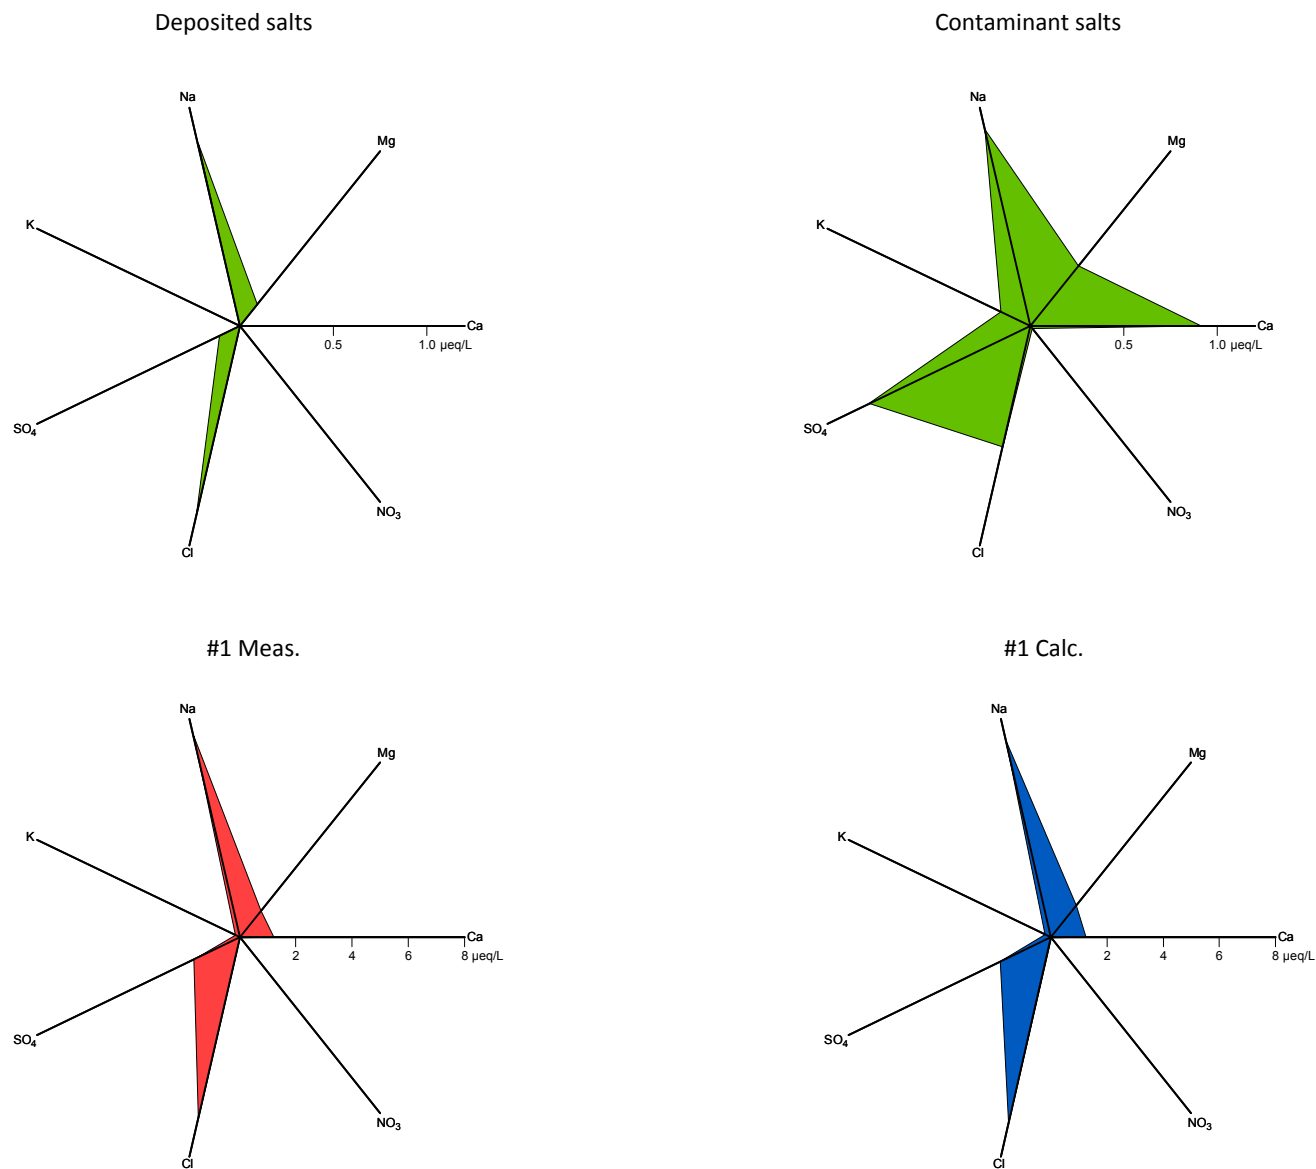 Deposited salts
Contaminant salts
Na
Mg
K
Ca
0.5
1.0 µeq/L
SO₄
NO₃
Cl
Na
Mg
K
Ca
0.5
1.0 µeq/L
SO₄
NO₃
Cl
#1 Meas.
#1 Calc.
Na
Mg
K
Ca
2
4
6
8 µeq/L
SO₄
NO₃
Cl
Na
Mg
K
Ca
2
4
6
8 µeq/L
SO₄
NO₃
Cl